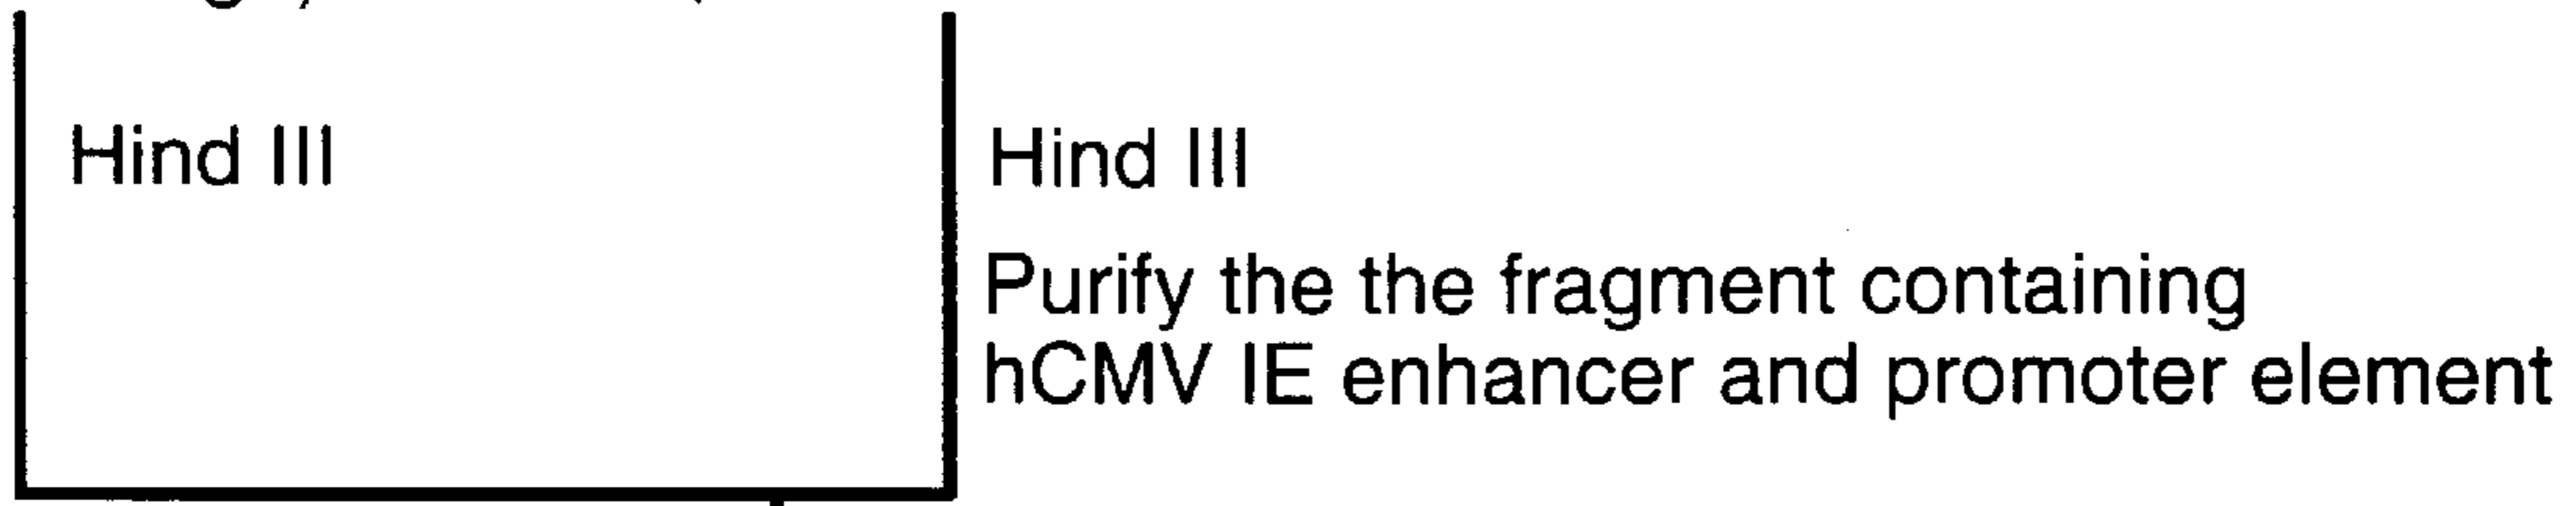 Hind III
Hind III
Purify the the fragment containing
hCMV IE enhancer and promoter element